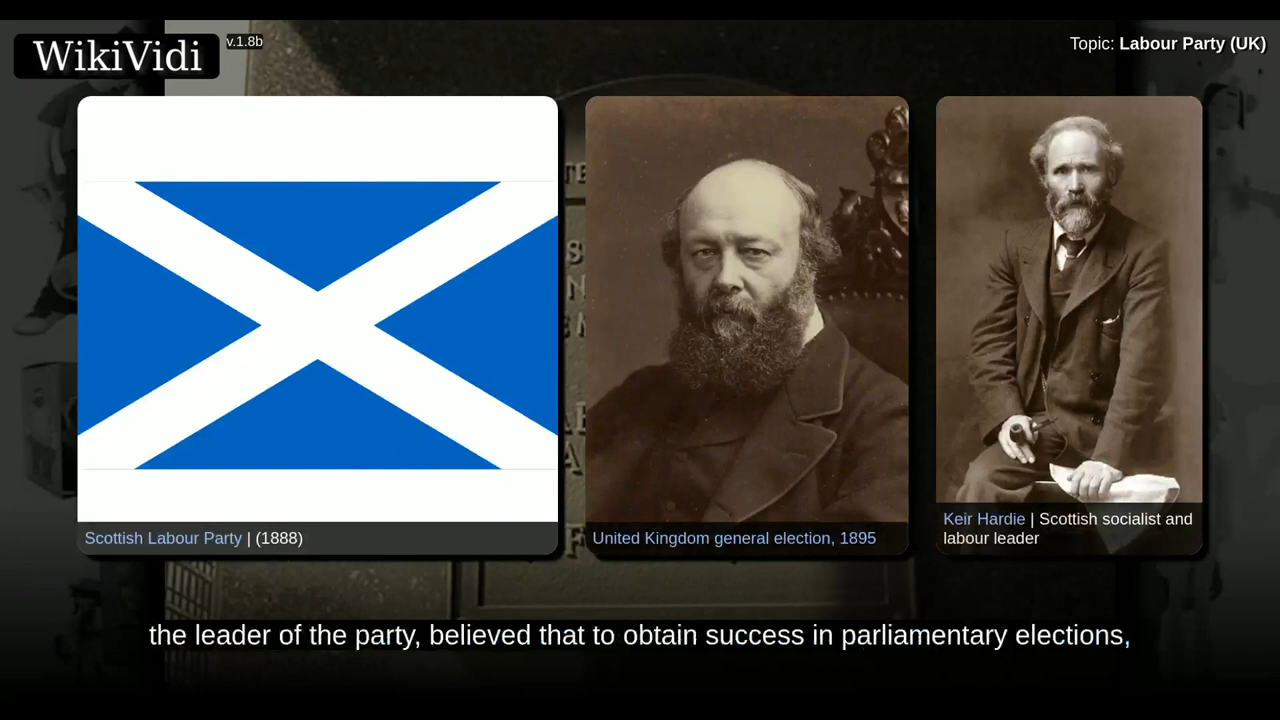 WikiVidi
v.1.8b
Topic: Labour Party (UK)
Scottish Labour Party | (1888)
United Kingdom general election, 1895
Keir Hardie | Scottish socialist and
labour leader
the leader of the party, believed that to obtain success in parliamentary elections,